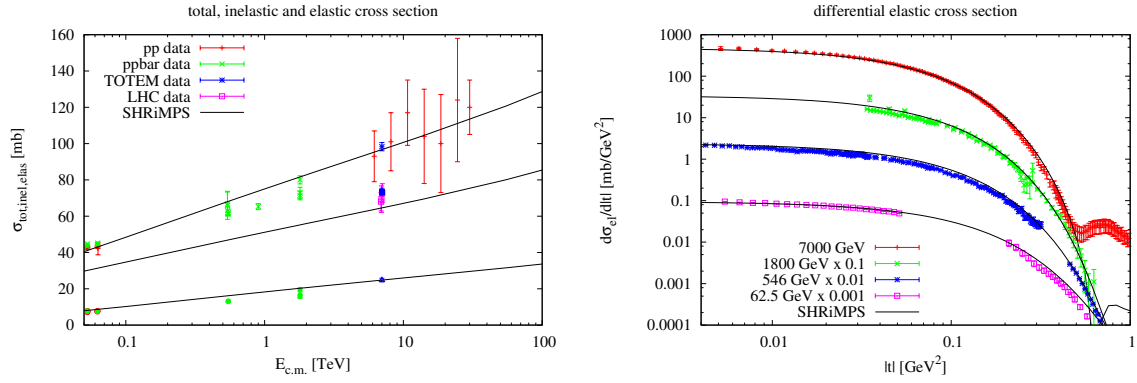 total, inelastic and elastic cross section
160
140
120
100
80
60
40
20
0
σtot,inel,elas [mb]
pp data
ppbar data
TOTEM data
LHC data
SHRiMPS
0.1
1
10
100
E_c.m. [TeV]
differential elastic cross section
1000
100
10
1
0.1
0.01
0.001
0.0001
dσ_el/d|t| [mb/GeV²]
7000 GeV
1800 GeV x 0.1
546 GeV x 0.01
62.5 GeV x 0.001
SHRiMPS
0.01
0.1
1
|t| [GeV²]